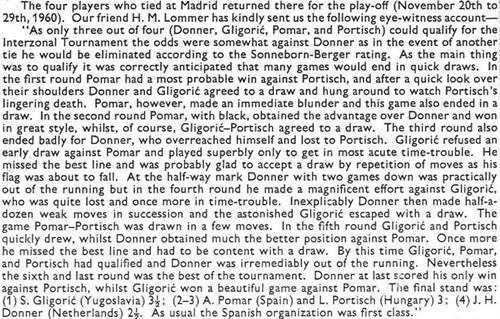 The four players who tied at Madrid returned there for the play-off (November 20th to
29th, 1960). Our friend H. M. Lommer has kindly sent us the following eye-witness account—
"As only three out of four (Donner, Gligorić, Pomar, and Portisch) could qualify for the
Interzonal Tournament the odds were somewhat against Donner as in the event of another
tie he would be eliminated according to the Sonneborn-Berger rating. As the main thing
was to qualify it was correctly anticipated that many games would end in quick draws. In
the first round Pomar had a most probable win against Portisch, and after a quick look over
their shoulders Donner and Gligorić agreed to a draw and hung around to watch Portisch's
lingering death. Pomar, however, made an immediate blunder and this game also ended in a
draw. In the second round Pomar, with black, obtained the advantage over Donner and won
in great style, whilst, of course, Gligorić–Portisch agreed to a draw. The third round also
ended badly for Donner, who overreached himself and lost to Portisch. Gligorić refused an
early draw against Pomar and played superbly only to get in most acute time-trouble. He
missed the best line and was probably glad to accept a draw by repetition of moves as his
flag was about to fall. At the half-way mark Donner with two games down was practically
out of the running but in the fourth round he made a magnificent effort against Gligorić,
who was quite lost and once more in time-trouble. Inexplicably Donner then made half-a-
dozen weak moves in succession and the astonished Gligorić escaped with a draw. The
game Pomar–Portisch was drawn in a few moves. In the fifth round Gligorić and Portisch
quickly drew, whilst Donner obtained much the better position against Pomar. Once more
he missed the best line and had to be content with a draw. By this time Gligorić, Pomar,
and Portisch had qualified and Donner was irremediably out of the running. Nevertheless
the sixth and last round was the best of the tournament. Donner at last scored his only win
against Portisch, whilst Gligorić won a beautiful game against Pomar. The final stand was:
(1) S. Gligorić (Yugoslavia) 3½; (2–3) A. Pomar (Spain) and L. Portisch (Hungary) 3; (4) J. H.
Donner (Netherlands) 2½. As usual the Spanish organization was first class."